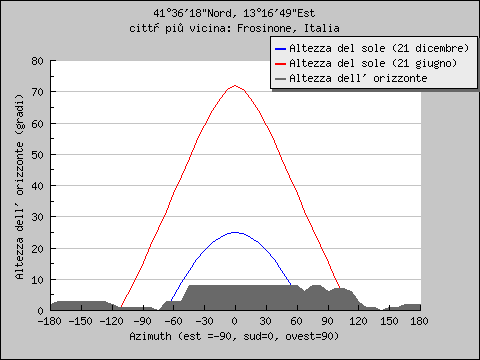 41°36'18"Nord, 13°16'49"Est
cittŕ piů vicina: Frosinone, Italia
Altezza del sole (21 dicembre)
Altezza del sole (21 giugno)
Altezza dell' orizzonte
Altezza dell' orizzonte (gradi)
80
70
60
50
40
30
20
10
0
-180 -150 -120 -90 -60 -30 0 30 60 90 120 150 180
Azimuth (est =-90, sud=0, ovest=90)